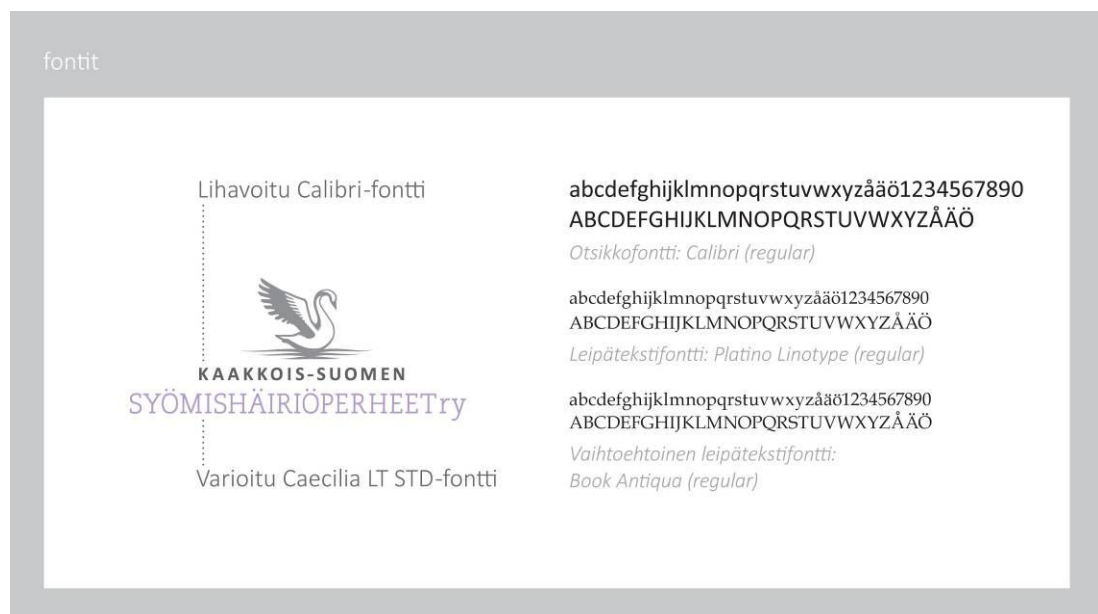 fontit
Lihavoitu Calibri-fontti
KAAKKOIS-SUOMEN
SYÖMISHÄIRIÖPERHEETry
Varioitu Caecilia LT STD-fontti
abcdefghijklmnopqrstuvwxyzåäö1234567890
ABCDEFGHIJKLMNOPQRSTUVWXYZÅÄÖ
Otsikkofontti: Calibri (regular)
abcdefghijklmnopqrstuvwxyzåäö1234567890
ABCDEFGHIJKLMNOPQRSTUVWXYZÅÄÖ
Leipätekstifontti: Platino Linotype (regular)
abcdefghijklmnopqrstuvwxyzåäö1234567890
ABCDEFGHIJKLMNOPQRSTUVWXYZÅÄÖ
Vaihtoehtoinen leipätekstifontti:
Book Antiqua (regular)